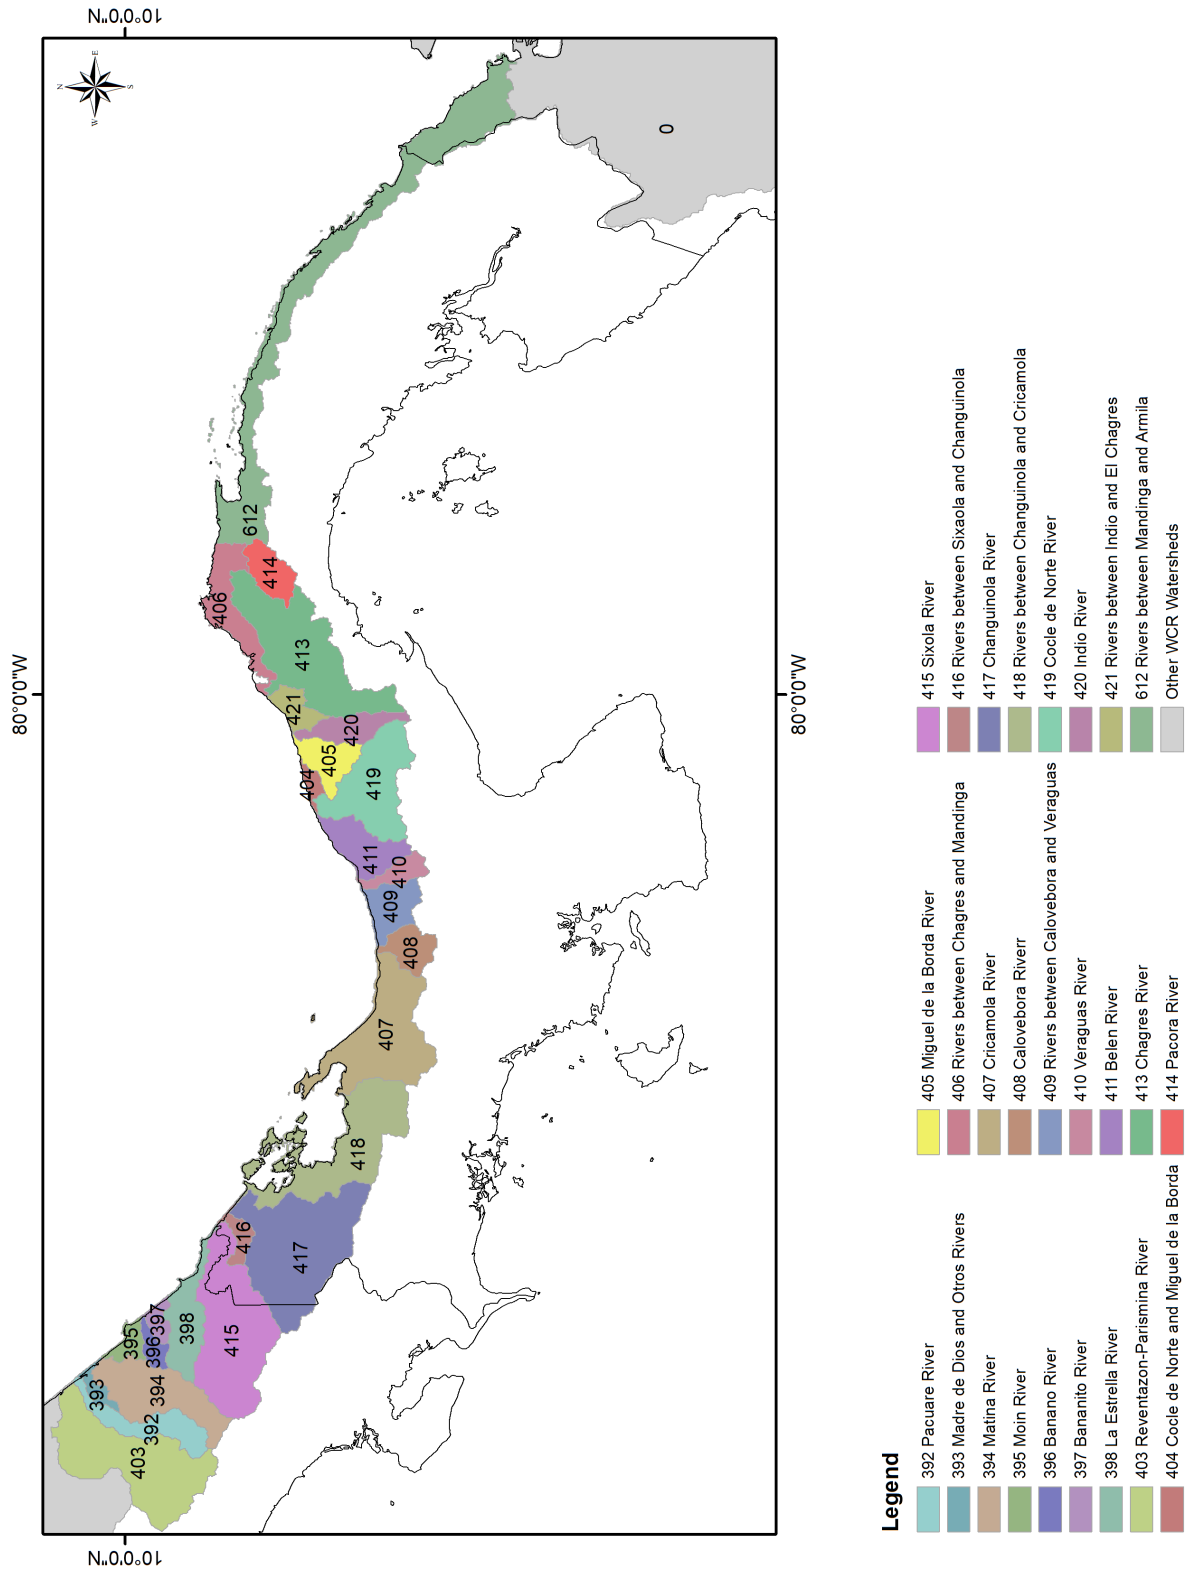 80°0'0"W
10°0'0"N
10°0'0"N
N
W
E
S
403
392
393
394
395
396
397
398
415
416
417
418
407
408
409
410
411
404
405
419
420
421
413
406
414
612
0
80°0'0"W
Legend
392 Pacuare River
393 Madre de Dios and Otros Rivers
394 Matina River
395 Moin River
396 Banano River
397 Bananito River
398 La Estrella River
403 Reventazon-Parismina River
404 Cocle de Norte and Miguel de la Borda
405 Miguel de la Borda River
406 Rivers between Chagres and Mandinga
407 Cricamola River
408 Calovebora Riverr
409 Rivers between Calovebora and Veraguas
410 Veraguas River
411 Belen River
413 Chagres River
414 Pacora River
415 Sixola River
416 Rivers between Sixaola and Changuinola
417 Changuinola River
418 Rivers between Changuinola and Cricamola
419 Cocle de Norte River
420 Indio River
421 Rivers between Indio and El Chagres
612 Rivers between Mandinga and Armila
Other WCR Watersheds